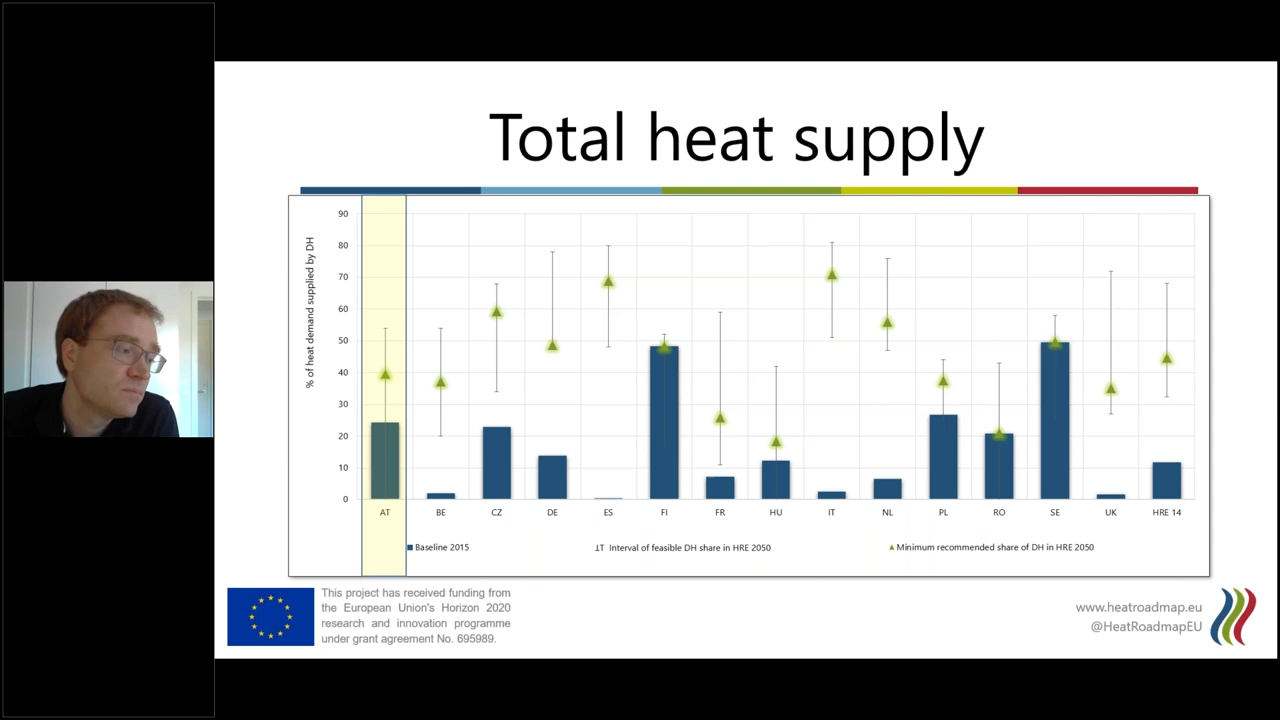 Total heat supply
% of heat demand supplied by DH
90
80
70
60
50
40
30
20
10
0
AT BE CZ DE ES FI FR HU IT NL PL RO SE UK HRE 14
Baseline 2015
Interval of feasible DH share in HRE 2050
Minimum recommended share of DH in HRE 2050
This project has received funding from
the European Union's Horizon 2020
research and innovation programme
under grant agreement No. 695989.
www.heatroadmap.eu
@HeatRoadmapEU